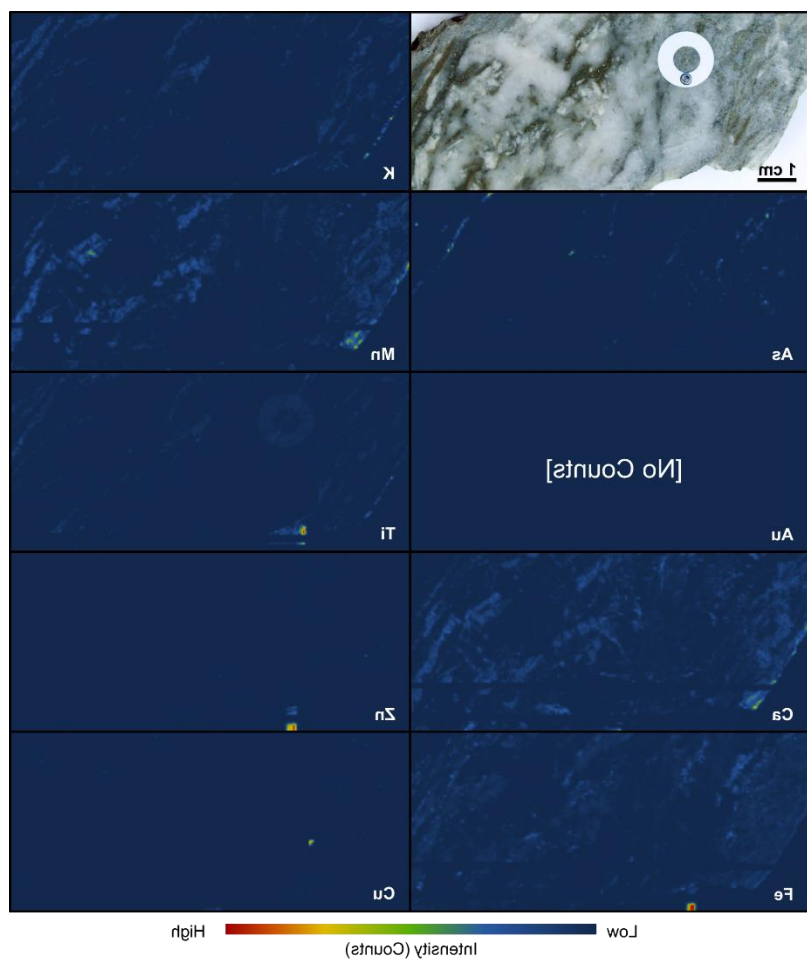 K
1 cm
Mn
As
Ti
[No Counts]
Au
Zn
Ca
Cu
Fe
Low
High
Intensity (Counts)